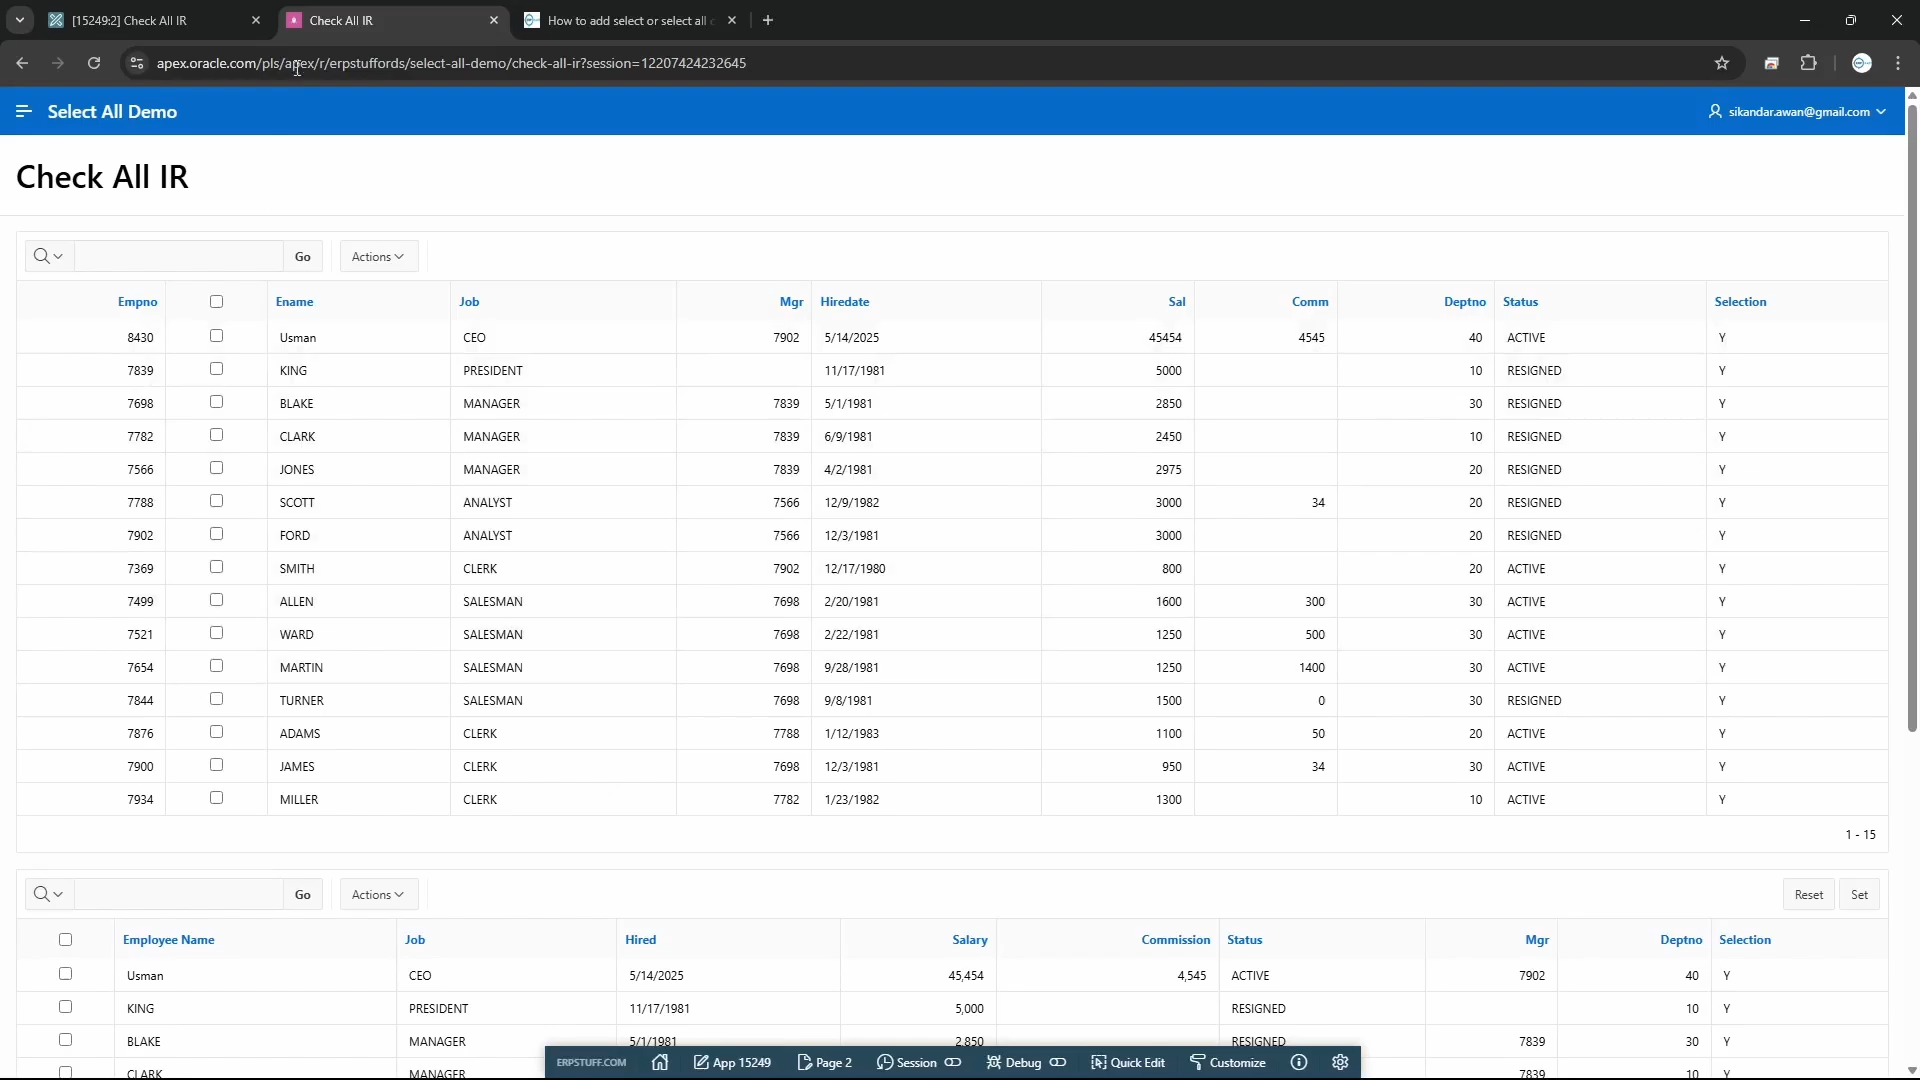 [15249:2] Check All IR
Check All IR
How to add select or select all
apex.oracle.com/pls/apex/r/erpstuffords/select-all-demo/check-all-ir?session=12207424232645
Select All Demo
sikandar.awan@gmail.com
Check All IR
Go Actions
Empno Ename Job Mgr Hiredate Sal Comm Deptno Status Selection
8430 Usman CEO 7902 5/14/2025 45454 4545 40 ACTIVE Y
7839 KING PRESIDENT 11/17/1981 5000 10 RESIGNED Y
7698 BLAKE MANAGER 7839 5/1/1981 2850 30 RESIGNED Y
7782 CLARK MANAGER 7839 6/9/1981 2450 10 RESIGNED Y
7566 JONES MANAGER 7839 4/2/1981 2975 20 RESIGNED Y
7788 SCOTT ANALYST 7566 12/9/1982 3000 34 20 RESIGNED Y
7902 FORD ANALYST 7566 12/3/1981 3000 20 RESIGNED Y
7369 SMITH CLERK 7902 12/17/1980 800 20 ACTIVE Y
7499 ALLEN SALESMAN 7698 2/20/1981 1600 300 30 ACTIVE Y
7521 WARD SALESMAN 7698 2/22/1981 1250 500 30 ACTIVE Y
7654 MARTIN SALESMAN 7698 9/28/1981 1250 1400 30 ACTIVE Y
7844 TURNER SALESMAN 7698 9/8/1981 1500 0 30 RESIGNED Y
7876 ADAMS CLERK 7788 1/12/1983 1100 50 20 ACTIVE Y
7900 JAMES CLERK 7698 12/3/1981 950 34 30 ACTIVE Y
7934 MILLER CLERK 7782 1/23/1982 1300 10 ACTIVE Y
1 - 15
Go Actions Reset Set
Employee Name Job Hired Salary Commission Status Mgr Deptno Selection
Usman CEO 5/14/2025 45,454 4,545 ACTIVE 7902 40 Y
KING PRESIDENT 11/17/1981 5,000 RESIGNED 10 Y
BLAKE MANAGER 5/1/1981 2,850 RESIGNED 7839 30 Y
CLARK MANAGER 7839 10 Y
ERPSTUFF.COM App 15249 Page 2 Session Debug Quick Edit Customize